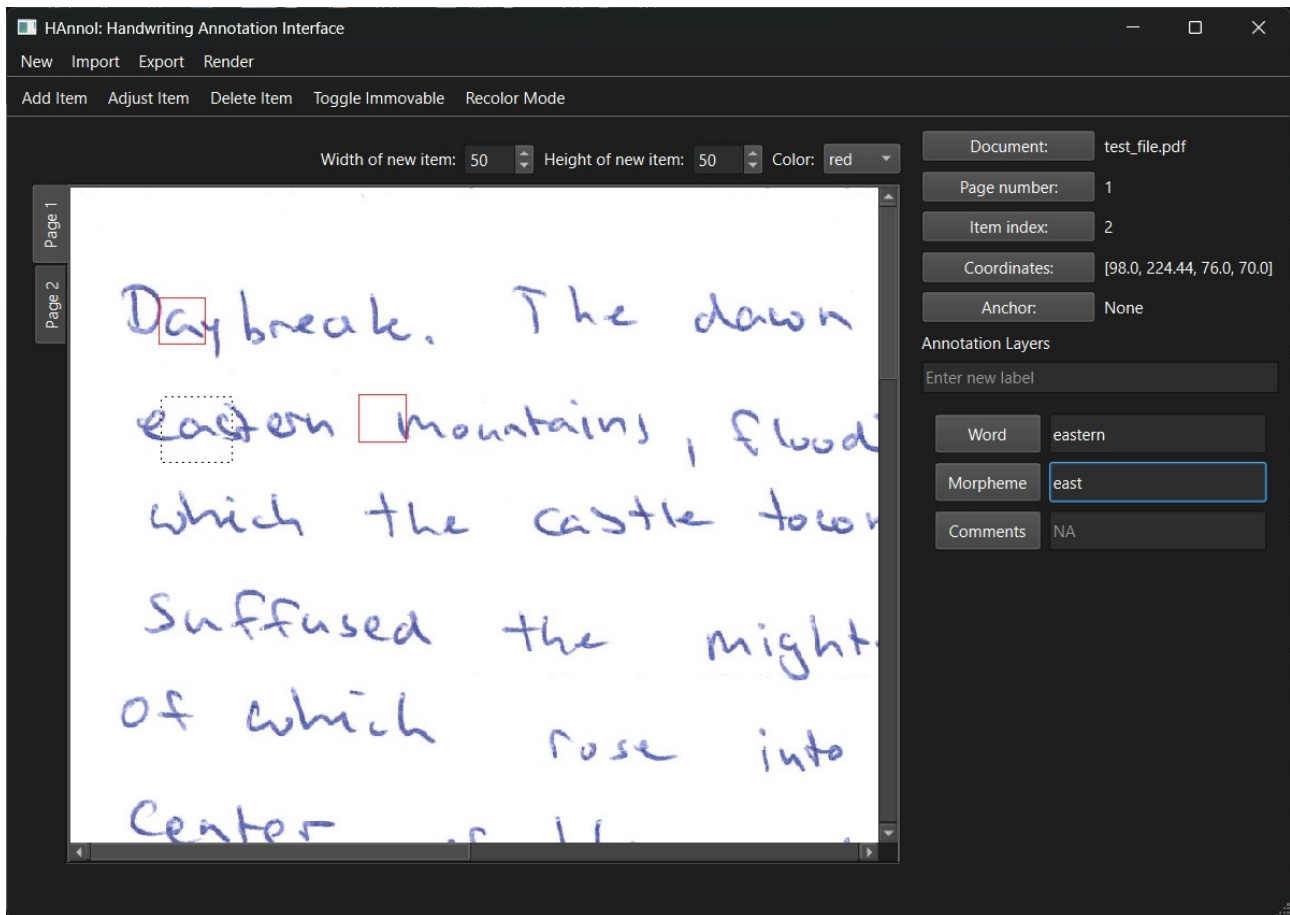 HAnnol: Handwriting Annotation Interface
New Import Export Render
Add Item Adjust Item Delete Item Toggle Immovable Recolor Mode
Width of new item: 50 Height of new item: 50 Color: red
Page 1
Page 2
Daybreak. The dawn
eastern mountains, flood
which the castle town
Suffused the might
of which rose into
Center
Document: test_file.pdf
Page number: 1
Item index: 2
Coordinates: [98.0, 224.44, 76.0, 70.0]
Anchor: None
Annotation Layers
Enter new label
Word eastern
Morpheme east
Comments NA